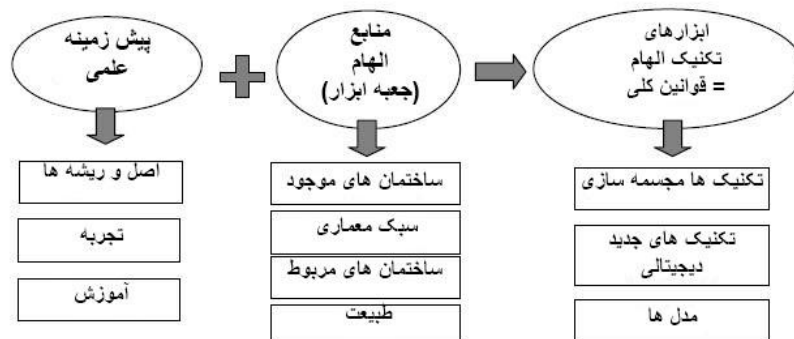 پیش زمینه
علمی
منابع
الهام
(جعبه ابزار)
ابزارهای
تکنیک الهام
= قوانین کلی
اصل و ریشه ها
تجربه
آموزش
ساختمان های موجود
سبک معماری
ساختمان های مربوط
طبیعت
تکنیک ها مجسمه سازی
تکنیک های جدید
دیجیتالی
مدل ها